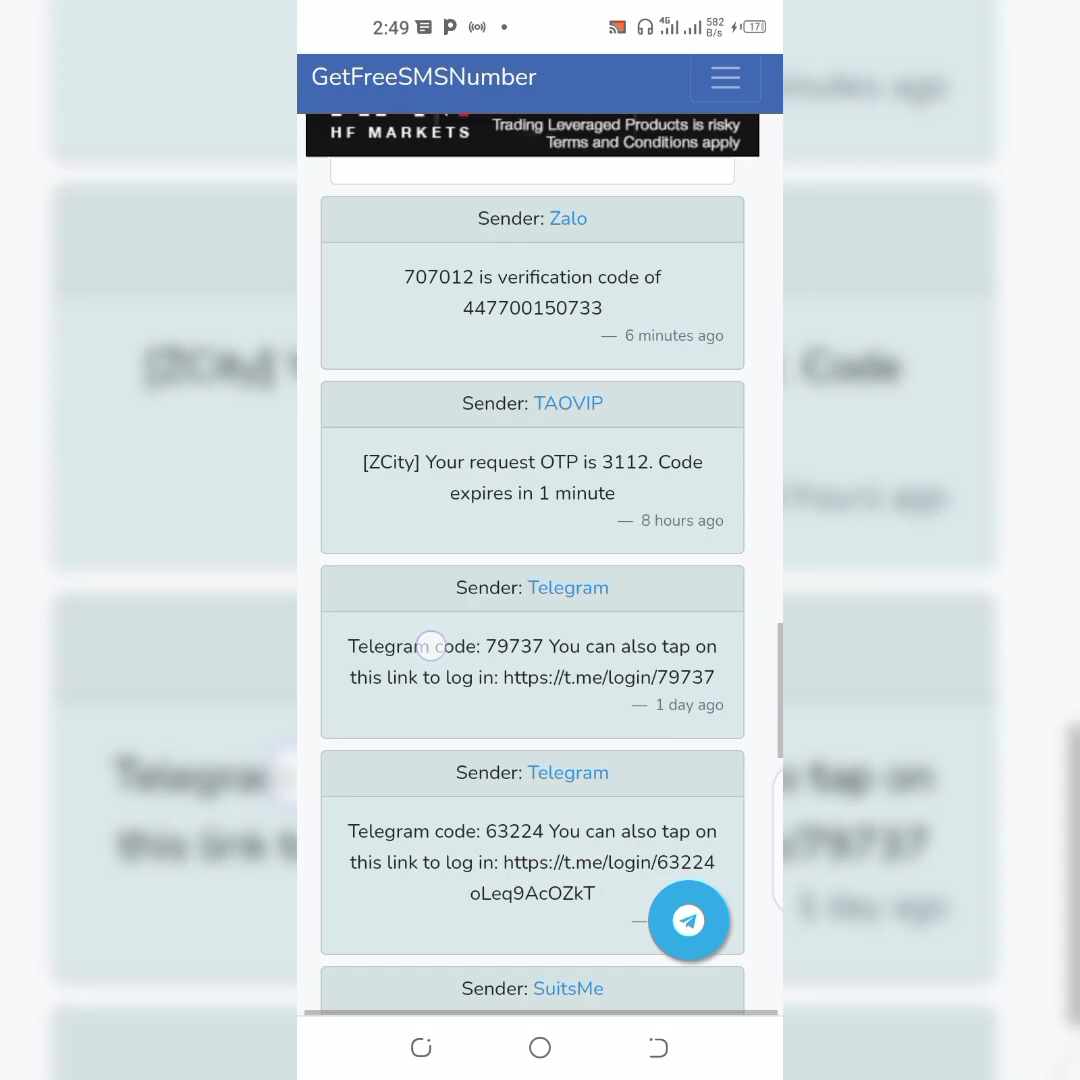 2:49
4G
582
B/s
17
GetFreeSMSNumber
HF MARKETS
Trading Leveraged Products is risky
Terms and Conditions apply
Sender: Zalo
707012 is verification code of
447700150733
— 6 minutes ago
Sender: TAOVIP
[ZCity] Your request OTP is 3112. Code
expires in 1 minute
— 8 hours ago
Sender: Telegram
Telegram code: 79737 You can also tap on
this link to log in: https://t.me/login/79737
— 1 day ago
Sender: Telegram
Telegram code: 63224 You can also tap on
this link to log in: https://t.me/login/63224
oLeq9AcOZkT
—
Sender: SuitsMe